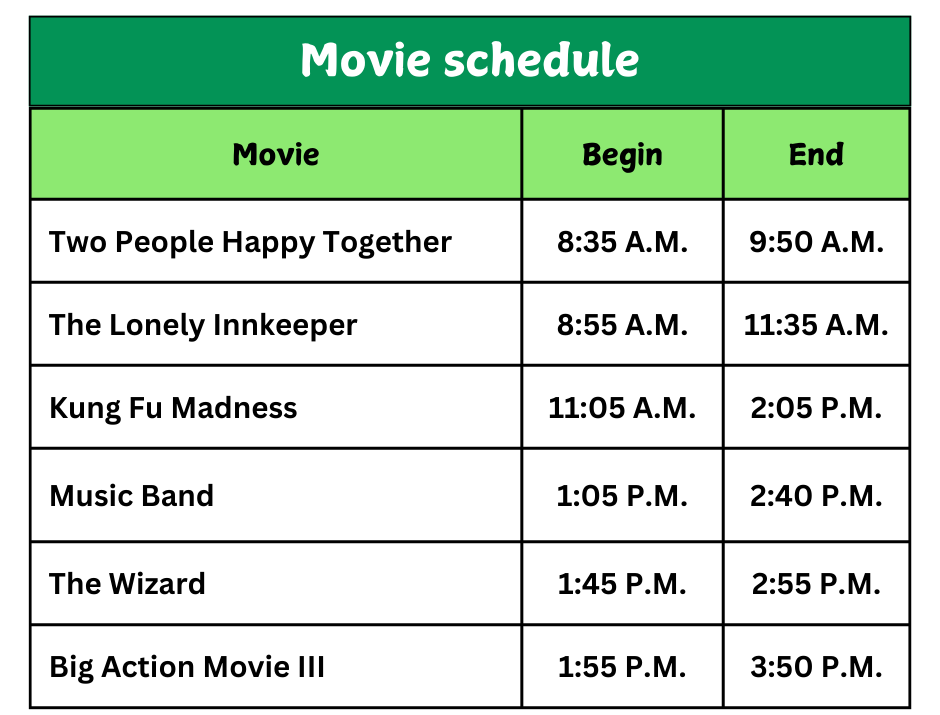 Movie schedule
Movie Begin End
Two People Happy Together 8:35 A.M. 9:50 A.M.
The Lonely Innkeeper 8:55 A.M. 11:35 A.M.
Kung Fu Madness 11:05 A.M. 2:05 P.M.
Music Band 1:05 P.M. 2:40 P.M.
The Wizard 1:45 P.M. 2:55 P.M.
Big Action Movie III 1:55 P.M. 3:50 P.M.